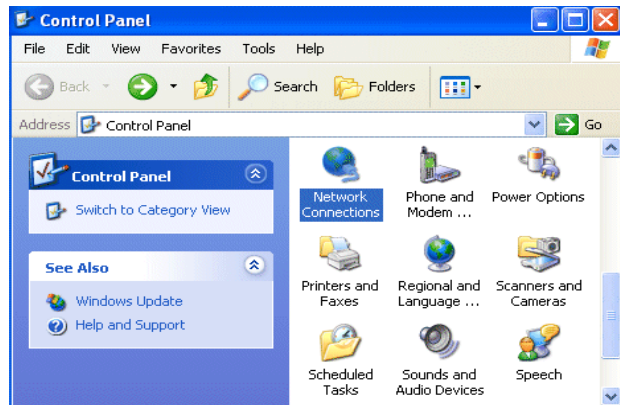 Control Panel
File Edit View Favorites Tools Help
Back Search Folders
Address Control Panel Go
Control Panel
Switch to Category View
See Also
Windows Update
Help and Support
Network Connections
Phone and Modem ...
Power Options
Printers and Faxes
Regional and Language ...
Scanners and Cameras
Scheduled Tasks
Sounds and Audio Devices
Speech